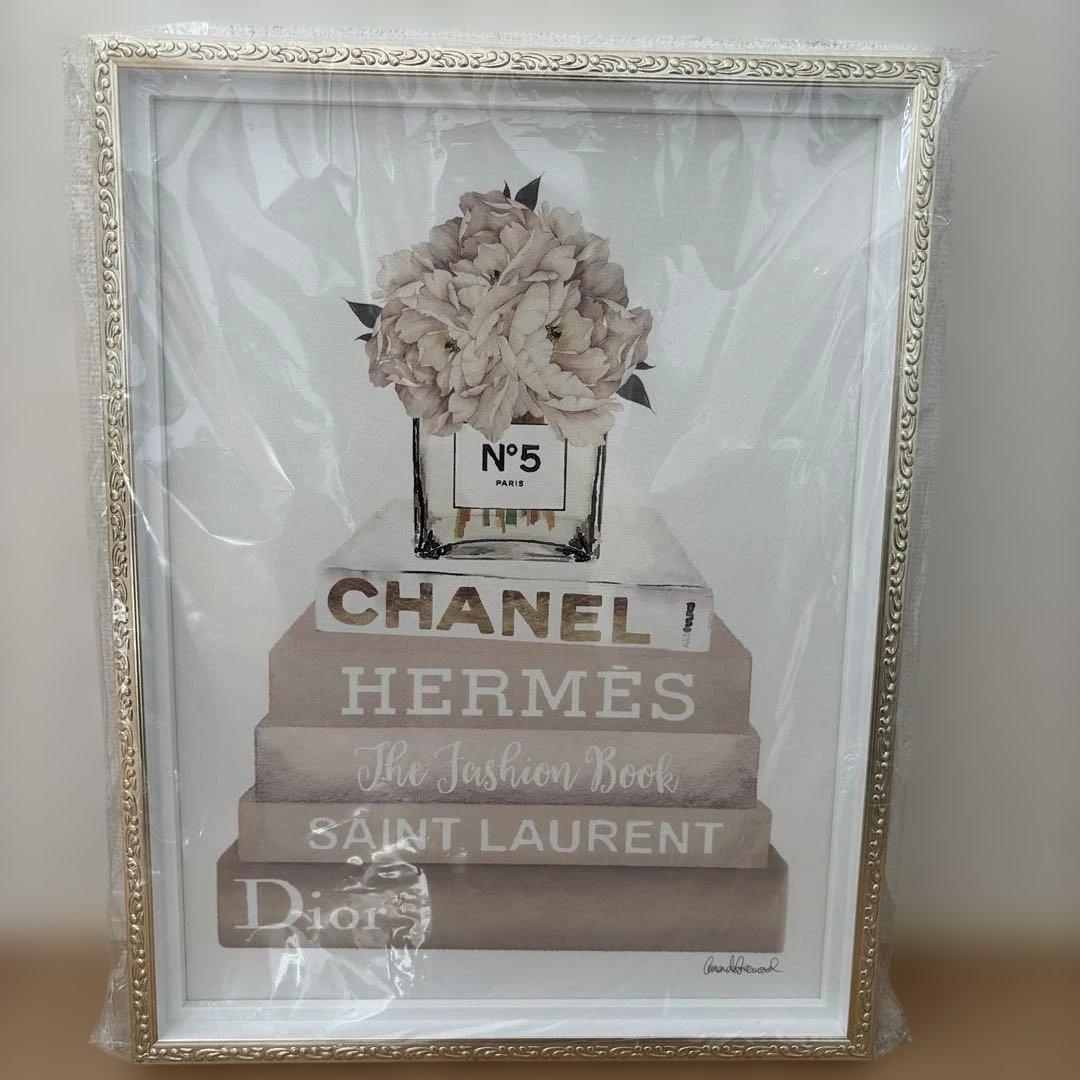 N°5
PARIS
CHANEL
HERMÈS
The Fashion Book
SAINT LAURENT
Dior